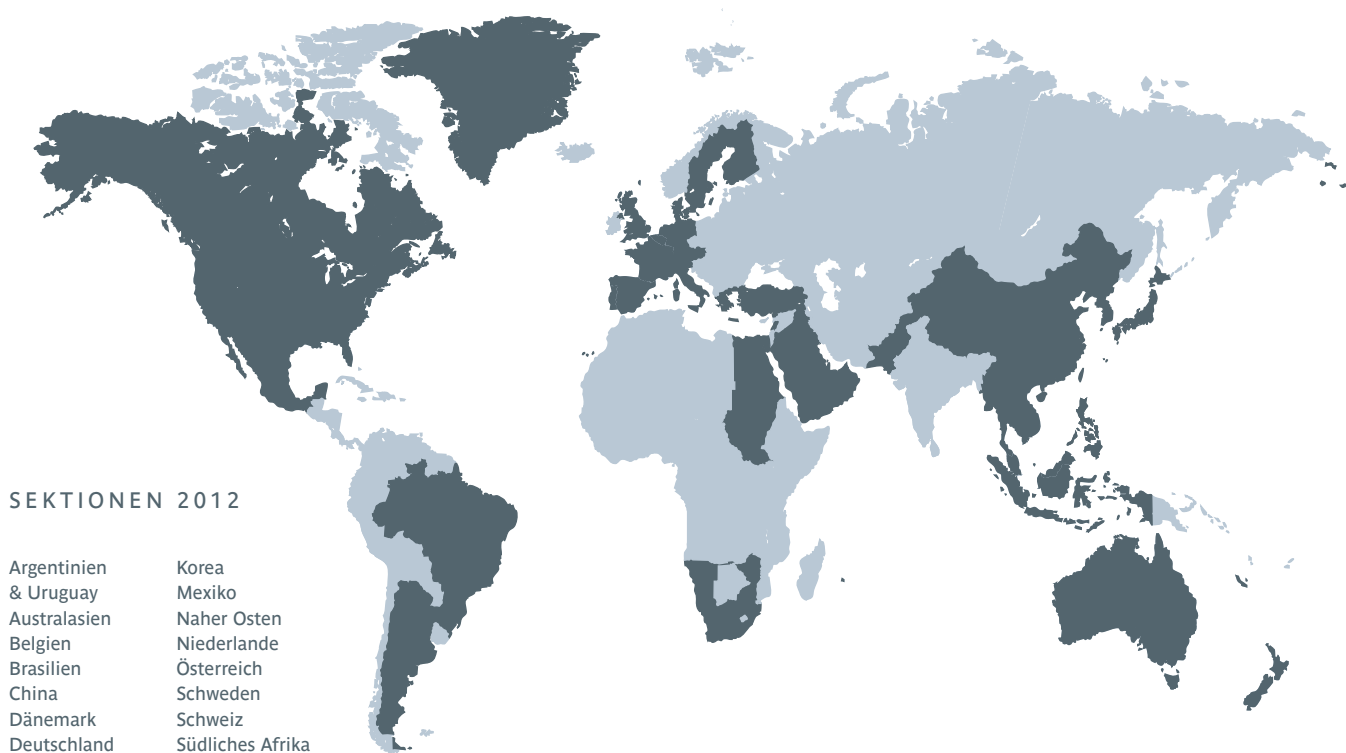 SEKTIONEN 2012
Argentinien
& Uruguay
Australasien
Belgien
Brasilien
China
Dänemark
Deutschland
Korea
Mexiko
Naher Osten
Niederlande
Österreich
Schweden
Schweiz
Südliches Afrika